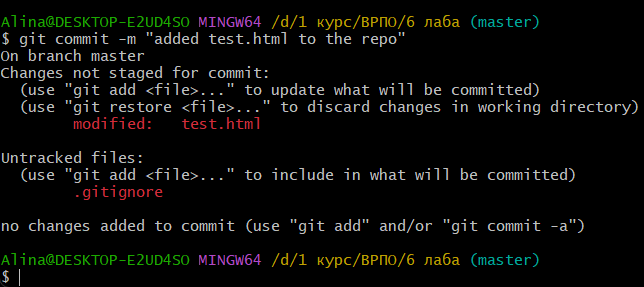 Alina@DESKTOP-E2UD4SO MINGW64 /d/1 курс/ВРПО/6 лаба (master)
$ git commit -m "added test.html to the repo"
On branch master
Changes not staged for commit:
  (use "git add <file>..." to update what will be committed)
  (use "git restore <file>..." to discard changes in working directory)
        modified:   test.html

Untracked files:
  (use "git add <file>..." to include in what will be committed)
        .gitignore

no changes added to commit (use "git add" and/or "git commit -a")

Alina@DESKTOP-E2UD4SO MINGW64 /d/1 курс/ВРПО/6 лаба (master)
$